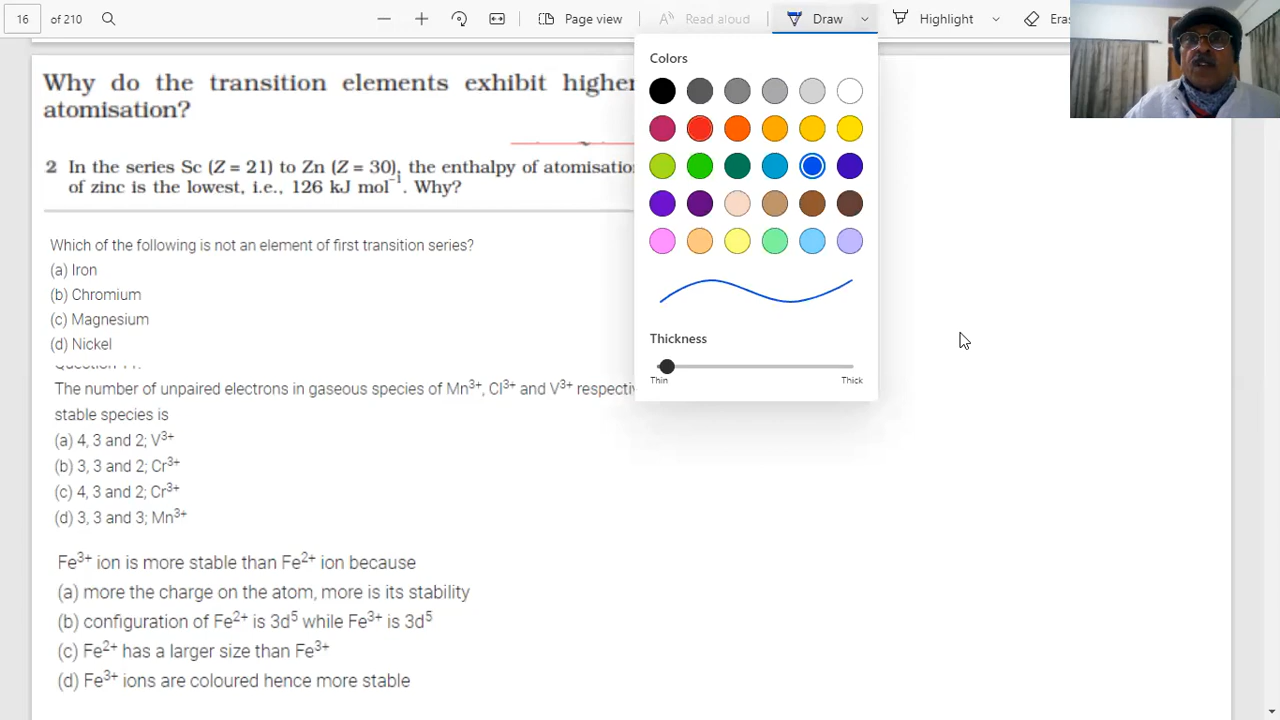 16 of 210 Page view Read aloud Draw Highlight
Why do the transition elements exhibit higher
atomisation?
2 In the series Sc (Z = 21) to Zn (Z = 30), the enthalpy of atomisation
of zinc is the lowest, i.e., 126 kJ mol⁻¹. Why?
Which of the following is not an element of first transition series?
(a) Iron
(b) Chromium
(c) Magnesium
(d) Nickel
The number of unpaired electrons in gaseous species of Mn³⁺, Cl³⁺ and V³⁺
stable species is
(a) 4, 3 and 2; V³⁺
(b) 3, 3 and 2; Cr³⁺
(c) 4, 3 and 2; Cr³⁺
(d) 3, 3 and 3; Mn³⁺
Fe³⁺ ion is more stable than Fe²⁺ ion because
(a) more the charge on the atom, more is its stability
(b) configuration of Fe²⁺ is 3d⁵ while Fe³⁺ is 3d⁵
(c) Fe²⁺ has a larger size than Fe³⁺
(d) Fe³⁺ ions are coloured hence more stable
Colors
Thickness
Thin Thick